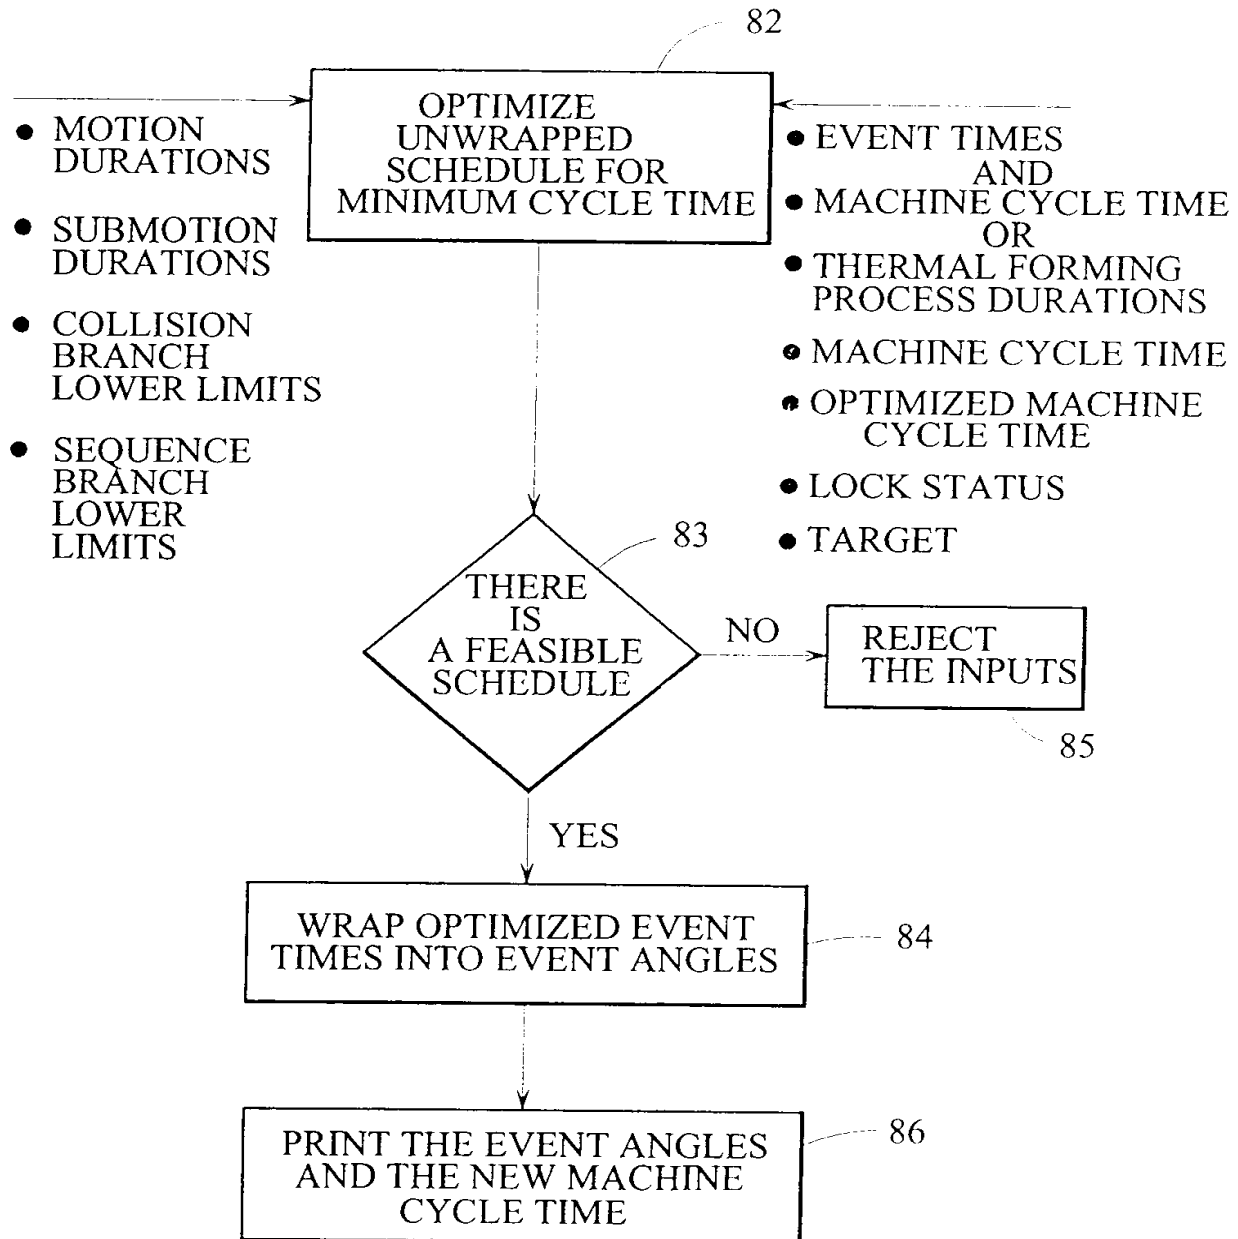 82
OPTIMIZE
UNWRAPPED
SCHEDULE FOR
MINIMUM CYCLE TIME
• MOTION
DURATIONS
• SUBMOTION
DURATIONS
• COLLISION
BRANCH
LOWER LIMITS
• SEQUENCE
BRANCH
LOWER
LIMITS
• EVENT TIMES
AND
• MACHINE CYCLE TIME
OR
• THERMAL FORMING
PROCESS DURATIONS
• MACHINE CYCLE TIME
• OPTIMIZED MACHINE
CYCLE TIME
• LOCK STATUS
• TARGET
83
THERE
IS
A FEASIBLE
SCHEDULE
NO
REJECT
THE INPUTS
85
YES
WRAP OPTIMIZED EVENT
TIMES INTO EVENT ANGLES
84
PRINT THE EVENT ANGLES
AND THE NEW MACHINE
CYCLE TIME
86